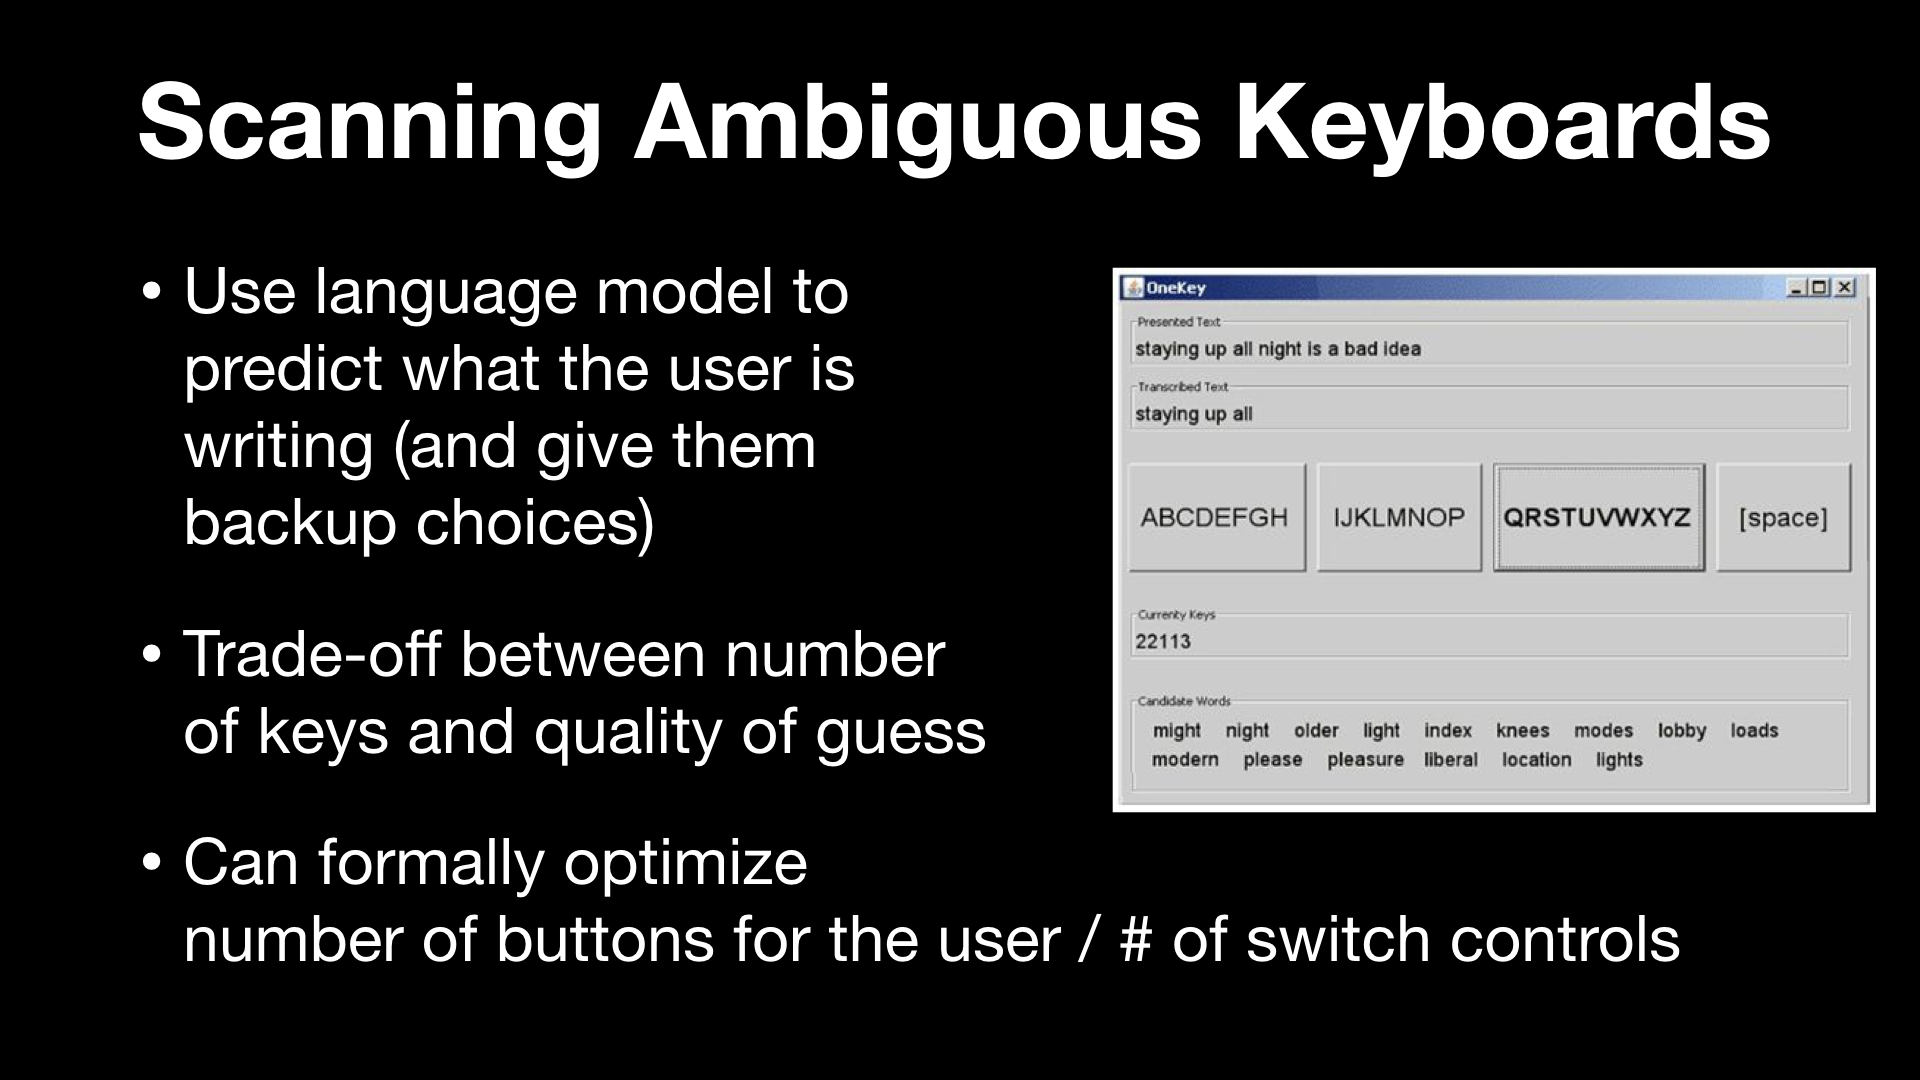 Scanning Ambiguous Keyboards
• Use language model to
predict what the user is
writing (and give them
backup choices)
• Trade-off between number
of keys and quality of guess
• Can formally optimize
number of buttons for the user / # of switch controls
OneKey
Presented Text
staying up all night is a bad idea
Transcribed Text
staying up all
ABCDEFGH IJKLMNOP QRSTUVWXYZ [space]
Currenty Keys
22113
Candidate Words
might night older light index knees modes lobby loads
modern please pleasure liberal location lights